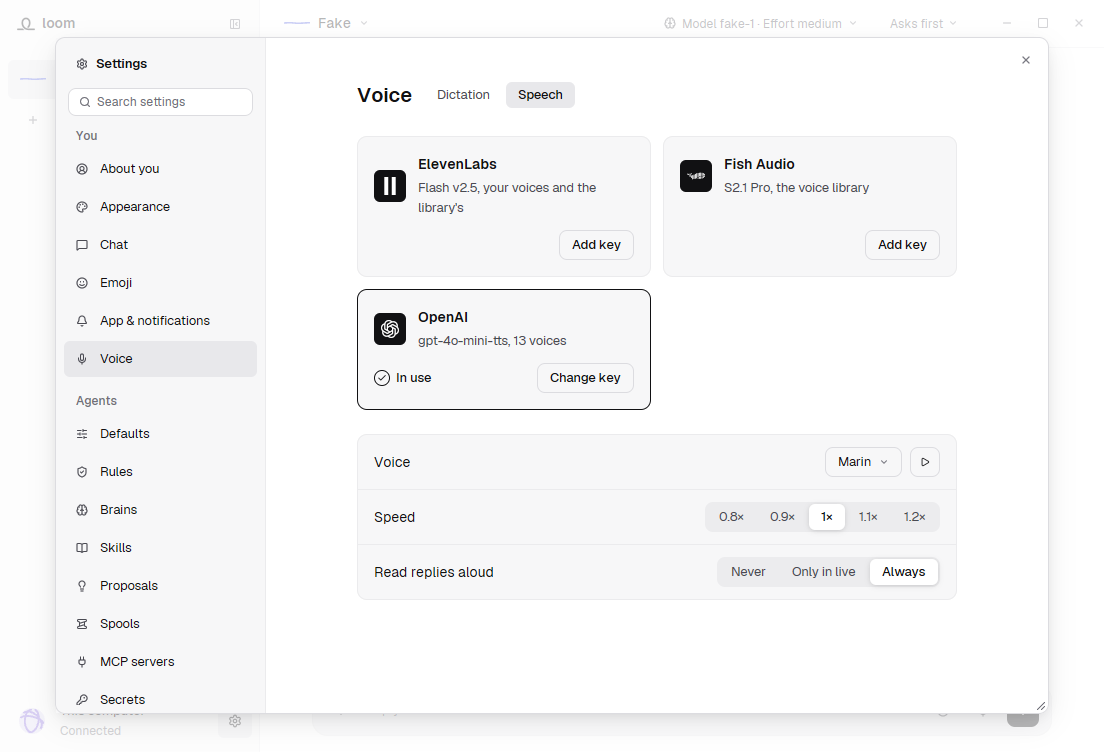 loom
Fake
Model fake-1 · Effort medium
Asks first
Settings
Search settings
You
About you
Appearance
Chat
Emoji
App & notifications
Voice
Agents
Defaults
Rules
Brains
Skills
Proposals
Spools
MCP servers
Secrets
Connected
Voice
Dictation
Speech
ElevenLabs
Flash v2.5, your voices and the
library's
Add key
Fish Audio
S2.1 Pro, the voice library
Add key
OpenAI
gpt-4o-mini-tts, 13 voices
In use
Change key
Voice
Marin
Speed
0.8× 0.9× 1× 1.1× 1.2×
Read replies aloud
Never Only in live Always